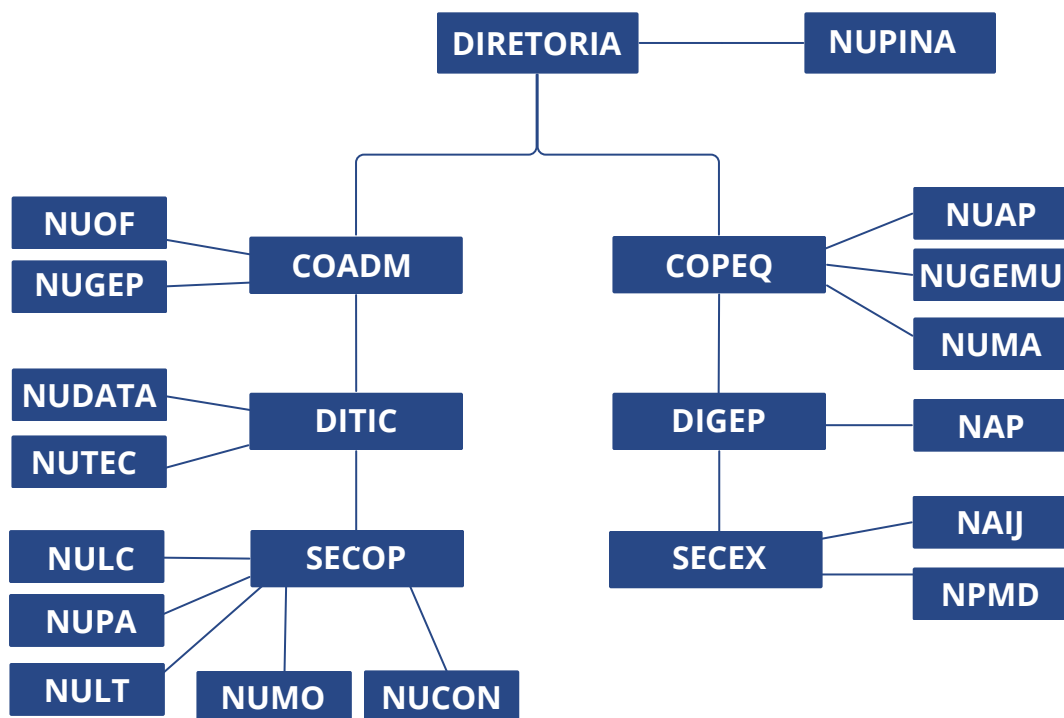 DIRETORIA
NUPINA
NUOF
NUGEP
COADM
COPEQ
NUAP
NUGEMU
NUMA
NUDATA
NUTEC
DITIC
DIGEP
NAP
NULC
NUPA
NULT
SECOP
NUMO
NUCON
SECEX
NAIJ
NPMD